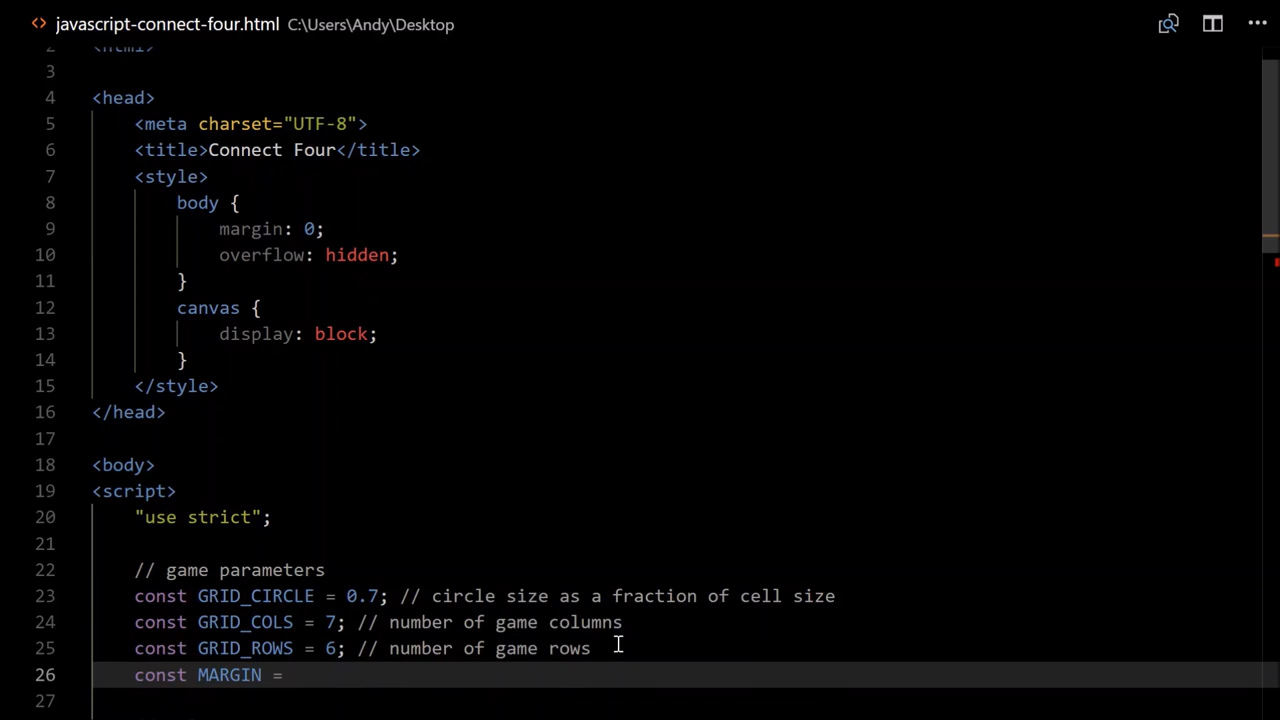 <> javascript-connect-four.html C:\Users\Andy\Desktop
2 <html>
3
4 <head>
5 <meta charset="UTF-8">
6 <title>Connect Four</title>
7 <style>
8 body {
9 margin: 0;
10 overflow: hidden;
11 }
12 canvas {
13 display: block;
14 }
15 </style>
16 </head>
17
18 <body>
19 <script>
20 "use strict";
21
22 // game parameters
23 const GRID_CIRCLE = 0.7; // circle size as a fraction of cell size
24 const GRID_COLS = 7; // number of game columns
25 const GRID_ROWS = 6; // number of game rows
26 const MARGIN =
27